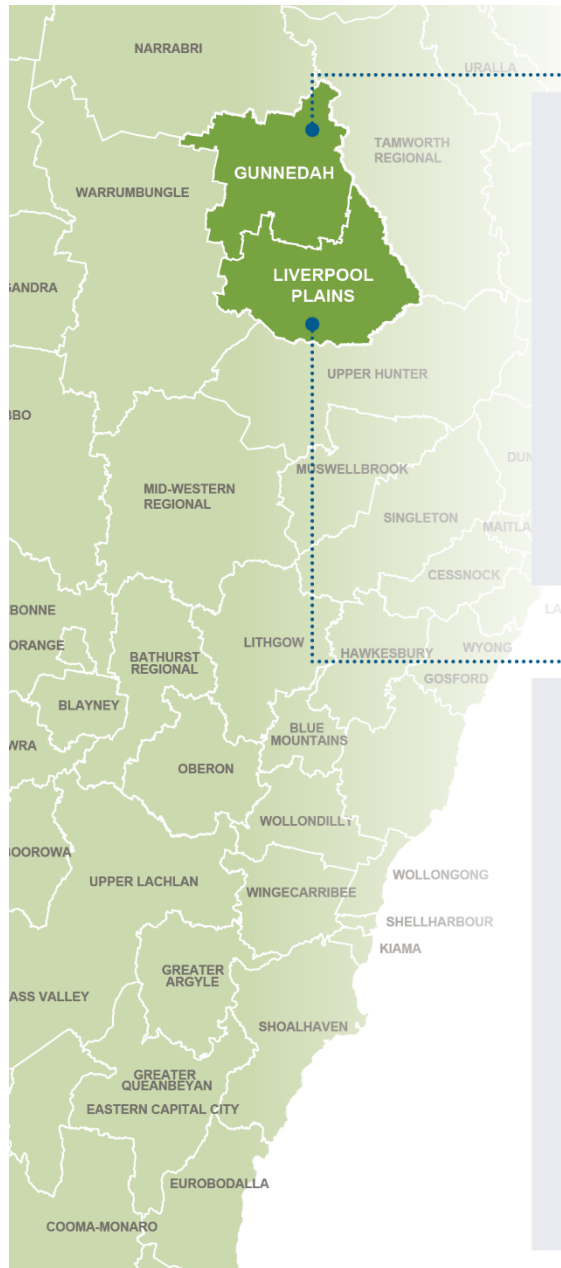 NARRABRI
URALLA
TAMWORTH
REGIONAL
GUNNEDAH
WARRUMBUNGLE
LIVERPOOL
PLAINS
GANDRA
UPPER HUNTER
BBO
DUN
MUSWELLBROOK
MID-WESTERN
REGIONAL
SINGLETON
MAITLA
CESSNOCK
BONNE
LA
ORANGE
LITHGOW
HAWKESBURY
WYONG
BATHURST
REGIONAL
GOSFORD
BLAYNEY
BLUE
MOUNTAINS
WRA
OBERON
WOLLONDILLY
BOOROWA
UPPER LACHLAN
WOLLONGONG
WINGECARRIBEE
SHELLHARBOUR
KIAMA
GREATER
ARGYLE
ASS VALLEY
SHOALHAVEN
GREATER
QUEANBEYAN
EASTERN CAPITAL CITY
EUROBODALLA
COOMA-MONARO